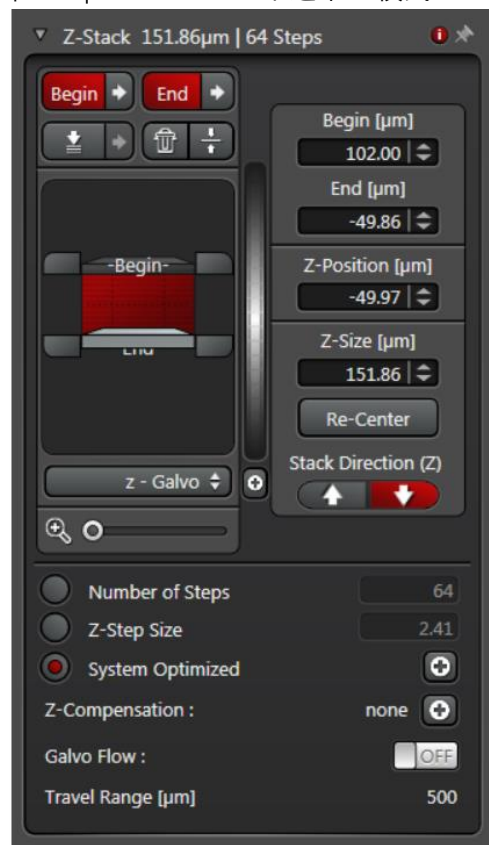 Z-Stack 151.86µm | 64 Steps
Begin
End
Begin [µm]
102.00
End [µm]
-49.86
-Begin-
End
Z-Position [µm]
-49.97
Z-Size [µm]
151.86
Re-Center
z - Galvo
Stack Direction (Z)
Number of Steps 64
Z-Step Size 2.41
System Optimized
Z-Compensation : none
Galvo Flow : OFF
Travel Range [µm] 500